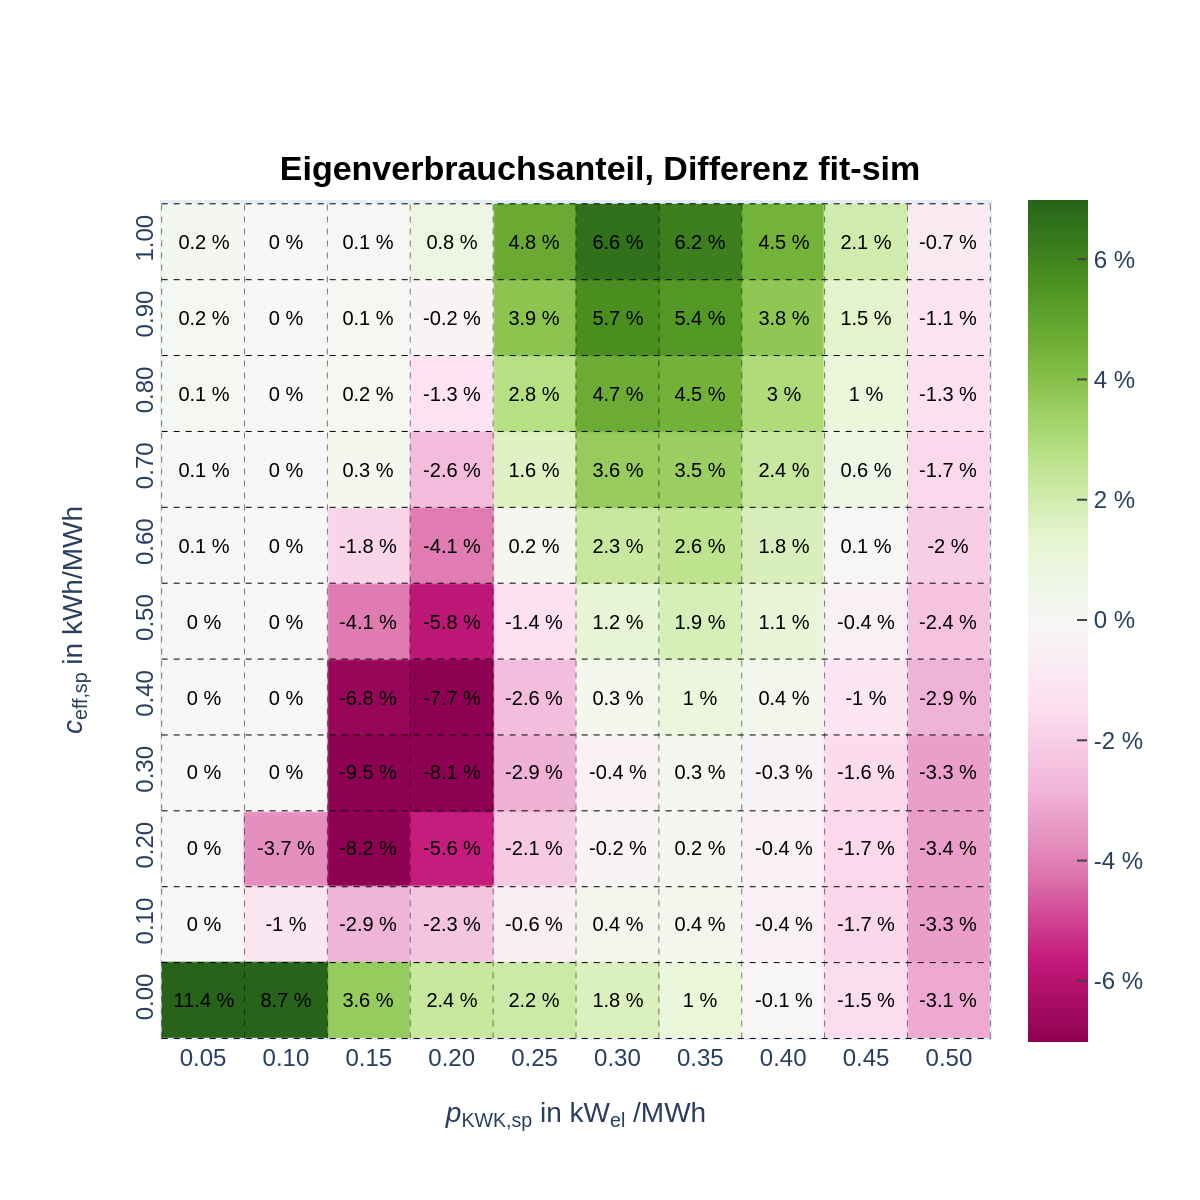 Eigenverbrauchsanteil, Differenz fit-sim
1.00 0.2 % 0 % 0.1 % 0.8 % 4.8 % 6.6 % 6.2 % 4.5 % 2.1 % -0.7 %
0.90 0.2 % 0 % 0.1 % -0.2 % 3.9 % 5.7 % 5.4 % 3.8 % 1.5 % -1.1 %
0.80 0.1 % 0 % 0.2 % -1.3 % 2.8 % 4.7 % 4.5 % 3 % 1 % -1.3 %
0.70 0.1 % 0 % 0.3 % -2.6 % 1.6 % 3.6 % 3.5 % 2.4 % 0.6 % -1.7 %
0.60 0.1 % 0 % -1.8 % -4.1 % 0.2 % 2.3 % 2.6 % 1.8 % 0.1 % -2 %
0.50 0 % 0 % -4.1 % -5.8 % -1.4 % 1.2 % 1.9 % 1.1 % -0.4 % -2.4 %
0.40 0 % 0 % -6.8 % -7.7 % -2.6 % 0.3 % 1 % 0.4 % -1 % -2.9 %
0.30 0 % 0 % -9.5 % -8.1 % -2.9 % -0.4 % 0.3 % -0.3 % -1.6 % -3.3 %
0.20 0 % -3.7 % -8.2 % -5.6 % -2.1 % -0.2 % 0.2 % -0.4 % -1.7 % -3.4 %
0.10 0 % -1 % -2.9 % -2.3 % -0.6 % 0.4 % 0.4 % -0.4 % -1.7 % -3.3 %
0.00 11.4 % 8.7 % 3.6 % 2.4 % 2.2 % 1.8 % 1 % -0.1 % -1.5 % -3.1 %
0.05 0.10 0.15 0.20 0.25 0.30 0.35 0.40 0.45 0.50
pKWK,sp in kWel /MWh
ceff,sp in kWh/MWh
6 %
4 %
2 %
0 %
-2 %
-4 %
-6 %